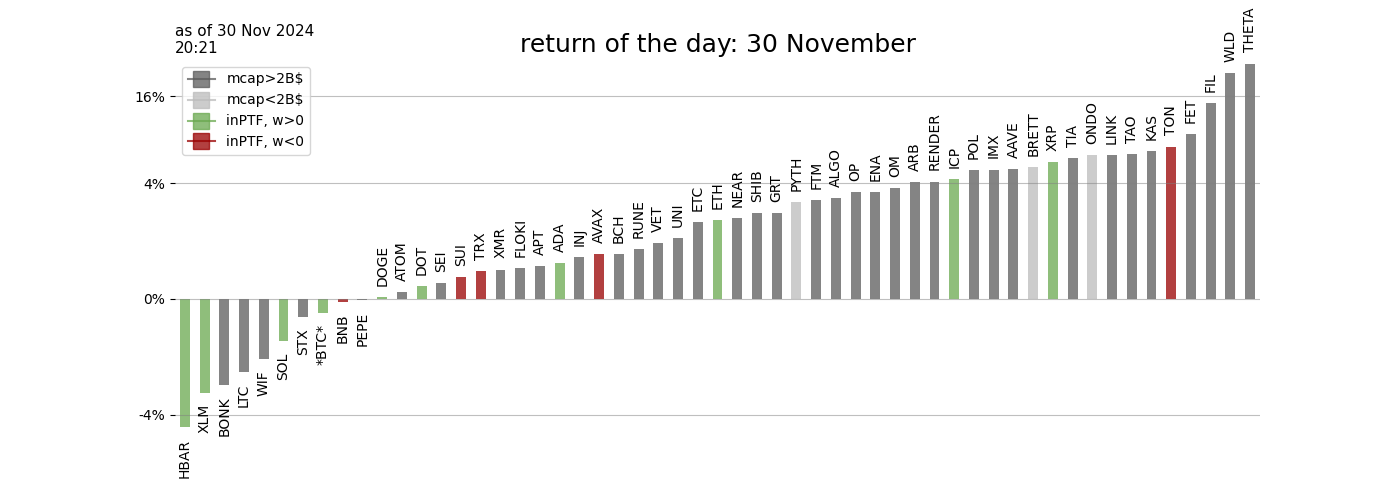 as of 30 Nov 2024
20:21
return of the day: 30 November
mcap>2B$
mcap<2B$
inPTF, w>0
inPTF, w<0
16%
4%
0%
-4%
HBAR
XLM
BONK
LTC
WIF
SOL
STX
*BTC*
BNB
PEPE
DOGE
ATOM
DOT
SEI
SUI
TRX
XMR
FLOKI
APT
ADA
INJ
AVAX
BCH
RUNE
VET
UNI
ETC
ETH
NEAR
SHIB
GRT
PYTH
FTM
ALGO
OP
ENA
OM
ARB
RENDER
ICP
POL
IMX
AAVE
BRETT
XRP
TIA
ONDO
LINK
TAO
KAS
TON
FET
FIL
WLD
THETA